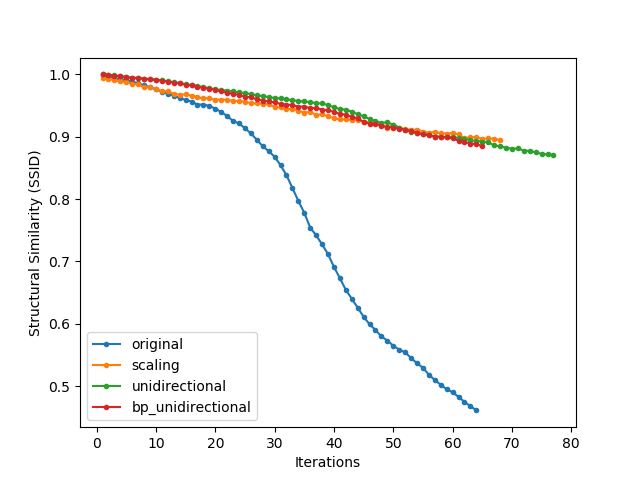 1.0
0.9
0.8
0.7
0.6
0.5
Structural Similarity (SSID)
original
scaling
unidirectional
bp_unidirectional
0 10 20 30 40 50 60 70 80
Iterations